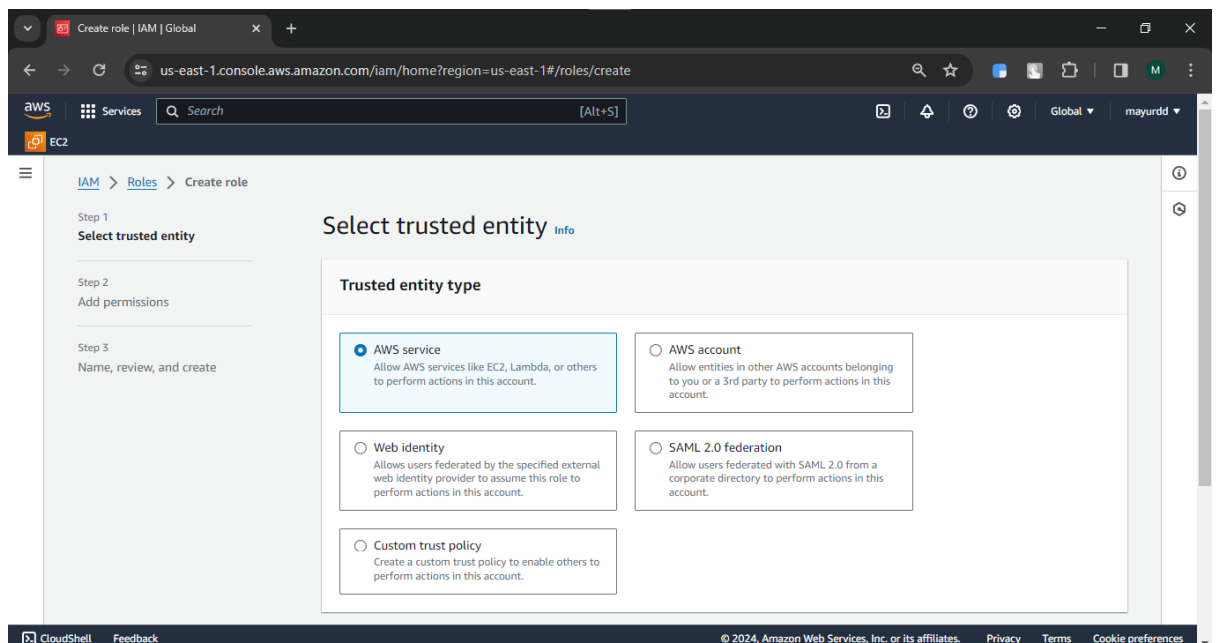 Create role | IAM | Global
us-east-1.console.aws.amazon.com/iam/home?region=us-east-1#/roles/create
M
aws
Services
Search
[Alt+S]
Global
mayurdd
EC2
IAM > Roles > Create role
Step 1
Select trusted entity
Step 2
Add permissions
Step 3
Name, review, and create
Select trusted entity Info
Trusted entity type
AWS service
Allow AWS services like EC2, Lambda, or others
to perform actions in this account.
AWS account
Allow entities in other AWS accounts belonging
to you or a 3rd party to perform actions in this
account.
Web identity
Allows users federated by the specified external
web identity provider to assume this role to
perform actions in this account.
SAML 2.0 federation
Allow users federated with SAML 2.0 from a
corporate directory to perform actions in this
account.
Custom trust policy
Create a custom trust policy to enable others to
perform actions in this account.
CloudShell
Feedback
© 2024, Amazon Web Services, Inc. or its affiliates.
Privacy
Terms
Cookie preferences